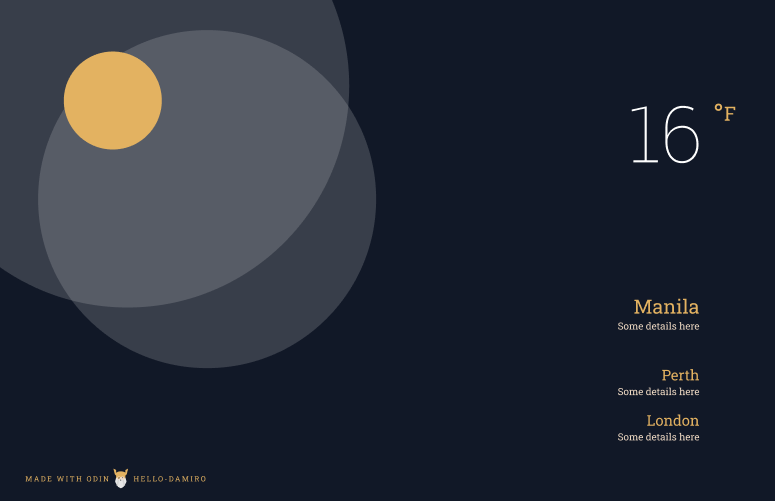 16 °F
Manila
Some details here
Perth
Some details here
London
Some details here
MADE WITH ODIN HELLO-DAMIRO